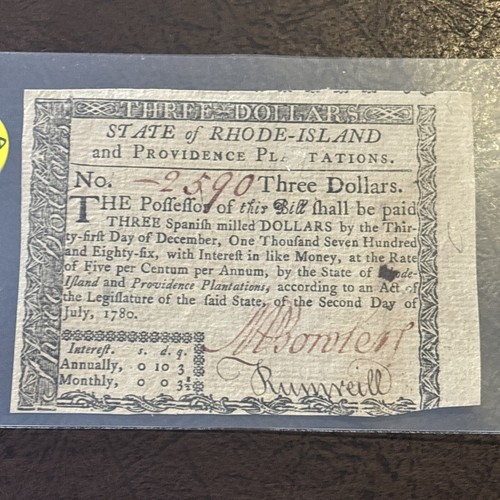 THREE DOLLARS
STATE of RHODE-ISLAND
and PROVIDENCE PLA TATIONS.
No. 2590 Three Dollars.
THE Poſſeſſor of this Bill ſhall be paid
THREE Spaniſh milled DOLLARS by the Thir-
ty-firſt Day of December, One Thouſand Seven Hundred
and Eighty-ſix, with Intereſt in like Money, at the Rate
of Five per Centum per Annum, by the State of ode-
Iſland and Providence Plantations, according to an Act of
the Legiſlature of the ſaid State, of the Second Day of
July, 1780.
Intereſt. s. d. q.
Annually, 0 10 3
Monthly, 0 0 3½
Bowler
Rumreill